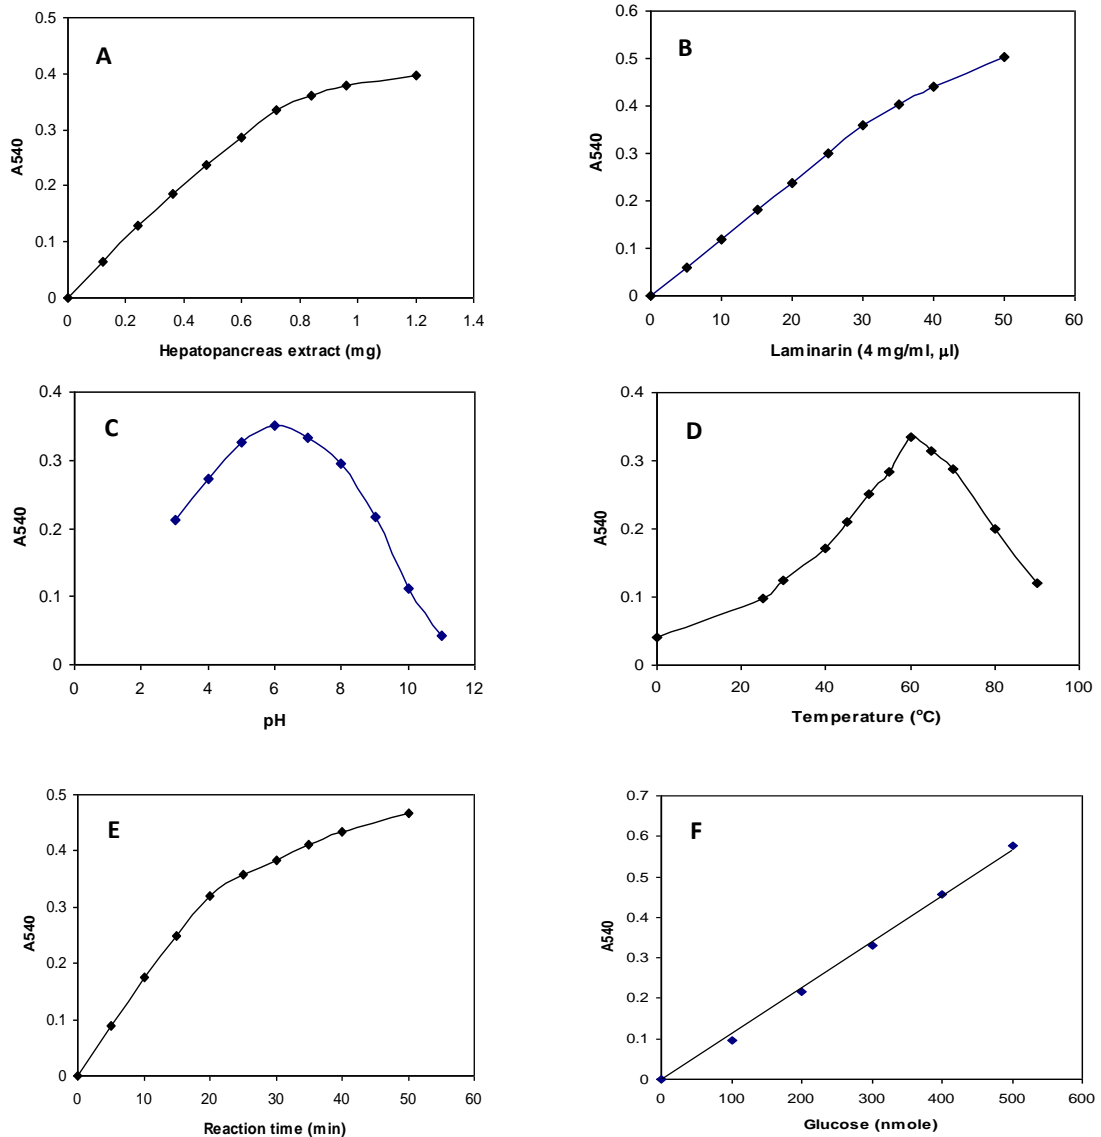 A
A540
0.5
0.4
0.3
0.2
0.1
0
0 0.2 0.4 0.6 0.8 1 1.2 1.4
Hepatopancreas extract (mg)
B
A540
0.6
0.5
0.4
0.3
0.2
0.1
0
0 10 20 30 40 50 60
Laminarin (4 mg/ml, µl)
C
A540
0.4
0.3
0.2
0.1
0
0 2 4 6 8 10 12
pH
D
A540
0.4
0.3
0.2
0.1
0
0 20 40 60 80 100
Temperature (°C)
E
A540
0.5
0.4
0.3
0.2
0.1
0
0 10 20 30 40 50 60
Reaction time (min)
F
A540
0.7
0.6
0.5
0.4
0.3
0.2
0.1
0
0 100 200 300 400 500 600
Glucose (nmole)